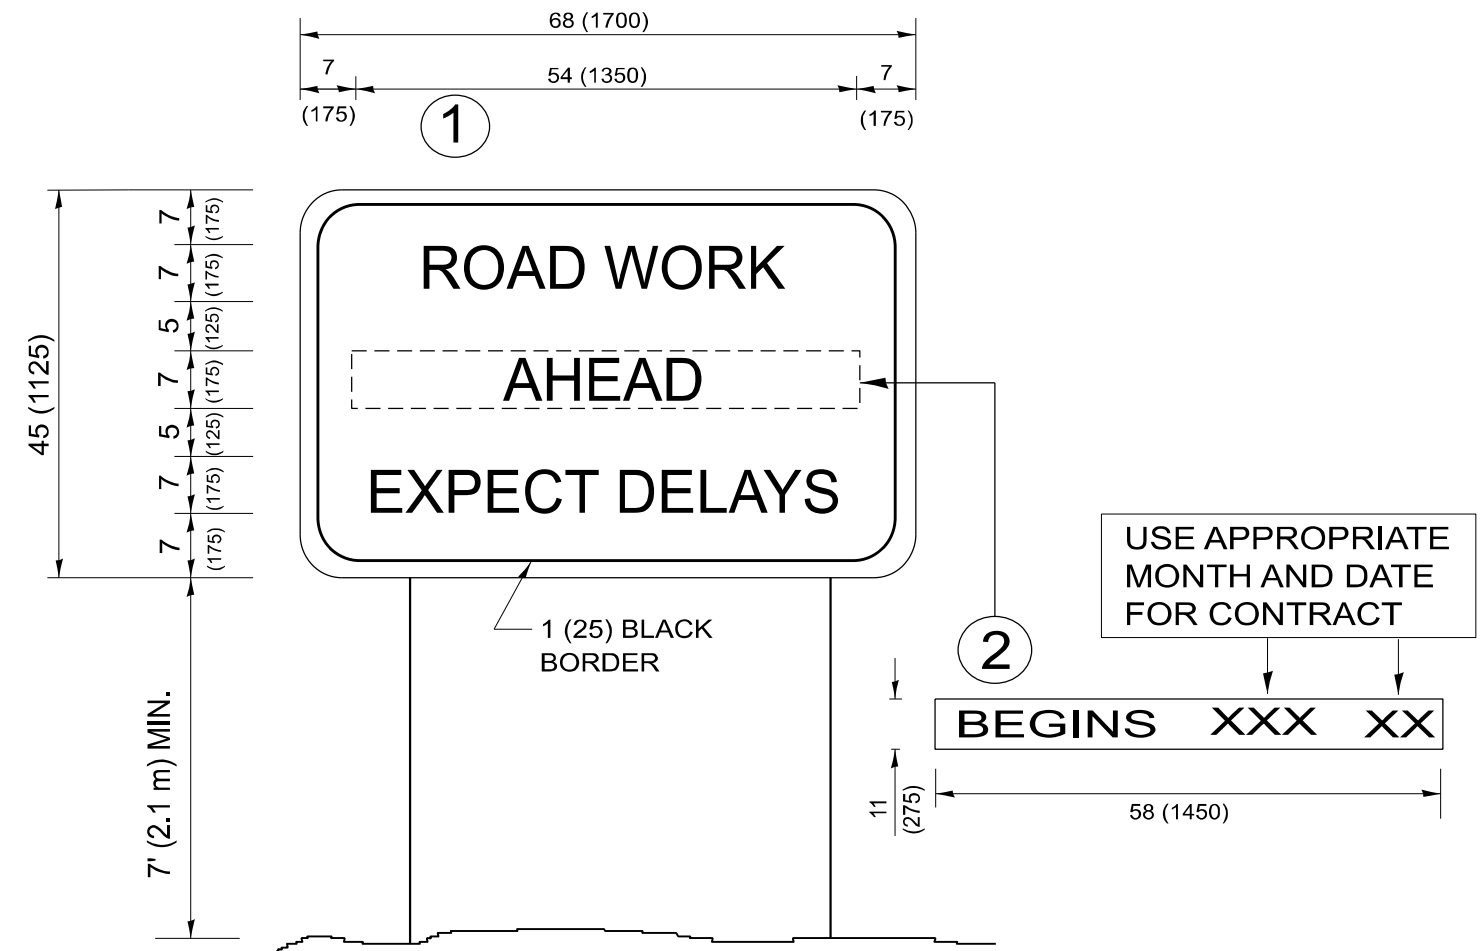 68 (1700)
7
54 (1350)
7
(175)
(175)
1
7
(175)
7
(175)
5
(125)
7
(175)
5
(125)
7
(175)
7
(175)
45 (1125)
ROAD WORK
AHEAD
EXPECT DELAYS
1 (25) BLACK
BORDER
7' (2.1 m) MIN.
USE APPROPRIATE
MONTH AND DATE
FOR CONTRACT
2
BEGINS XXX XX
11
(275)
58 (1450)